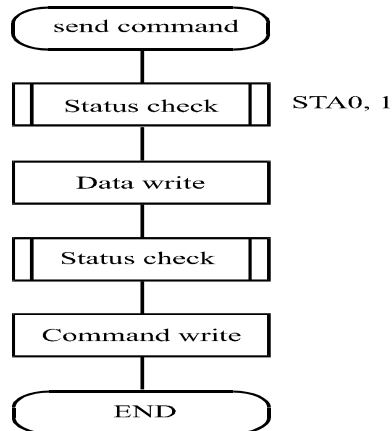 send command
Status check
STA0, 1
Data write
Status check
Command write
END